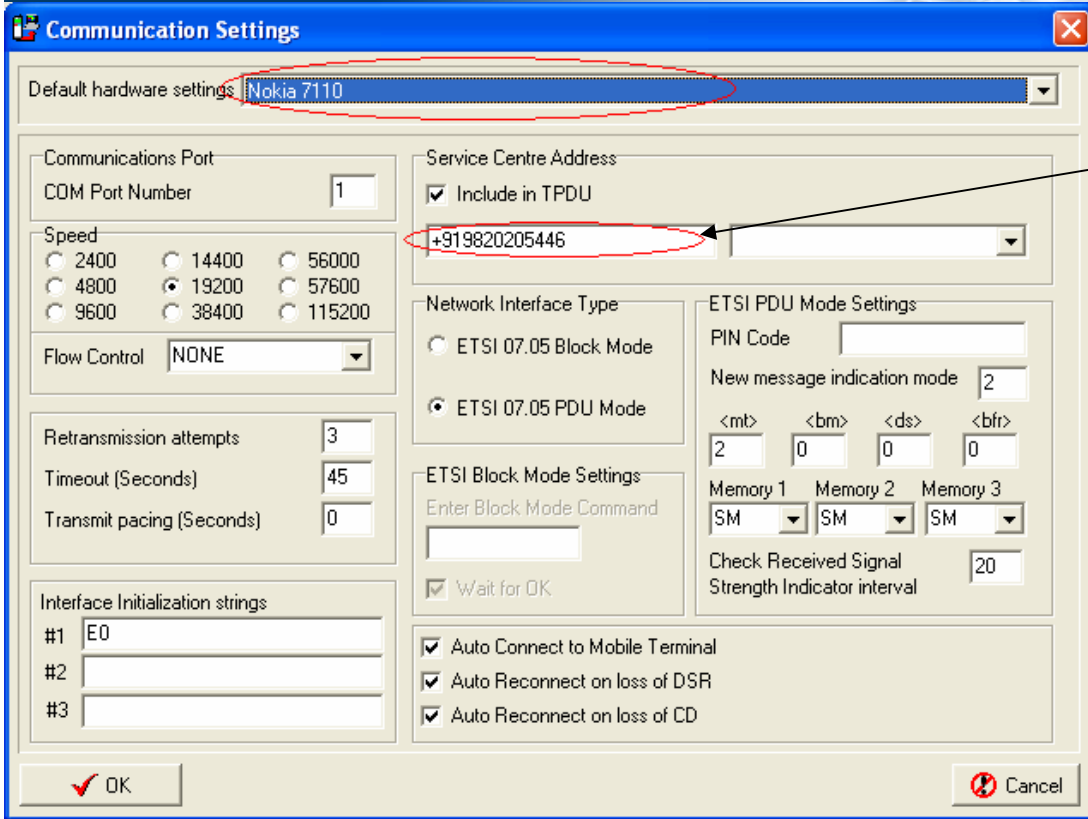 Communication Settings
Default hardware settings Nokia 7110
Communications Port
COM Port Number 1
Speed
2400 14400 56000
4800 19200 57600
9600 38400 115200
Flow Control NONE
Retransmission attempts 3
Timeout (Seconds) 45
Transmit pacing (Seconds) 0
Interface Initialization strings
#1 E0
#2
#3
Service Centre Address
Include in TPDU
+919820205446
Network Interface Type
ETSI 07.05 Block Mode
ETSI 07.05 PDU Mode
ETSI Block Mode Settings
Enter Block Mode Command
Wait for OK
ETSI PDU Mode Settings
PIN Code
New message indication mode 2
<mt> <bm> <ds> <bfr>
2 0 0 0
Memory 1 Memory 2 Memory 3
SM SM SM
Check Received Signal
Strength Indicator interval 20
Auto Connect to Mobile Terminal
Auto Reconnect on loss of DSR
Auto Reconnect on loss of CD
OK Cancel